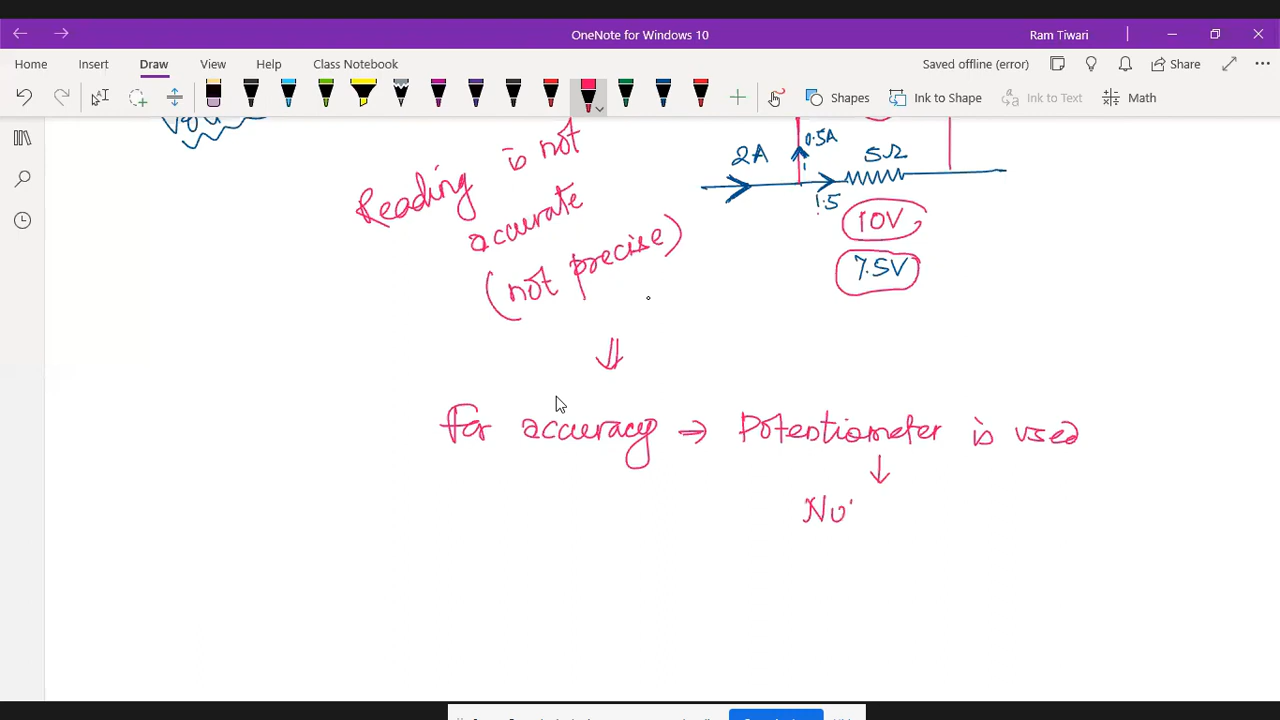 OneNote for Windows 10
Ram Tiwari
Home Insert Draw View Help Class Notebook
Saved offline (error) Share
Shapes Ink to Shape Ink to Text Math
Reading is not
accurate
(not precise)
2A 0.5A 5Ω
1.5
10V
7.5V
⇓
for accuracy → Potentiometer is used
↓
No